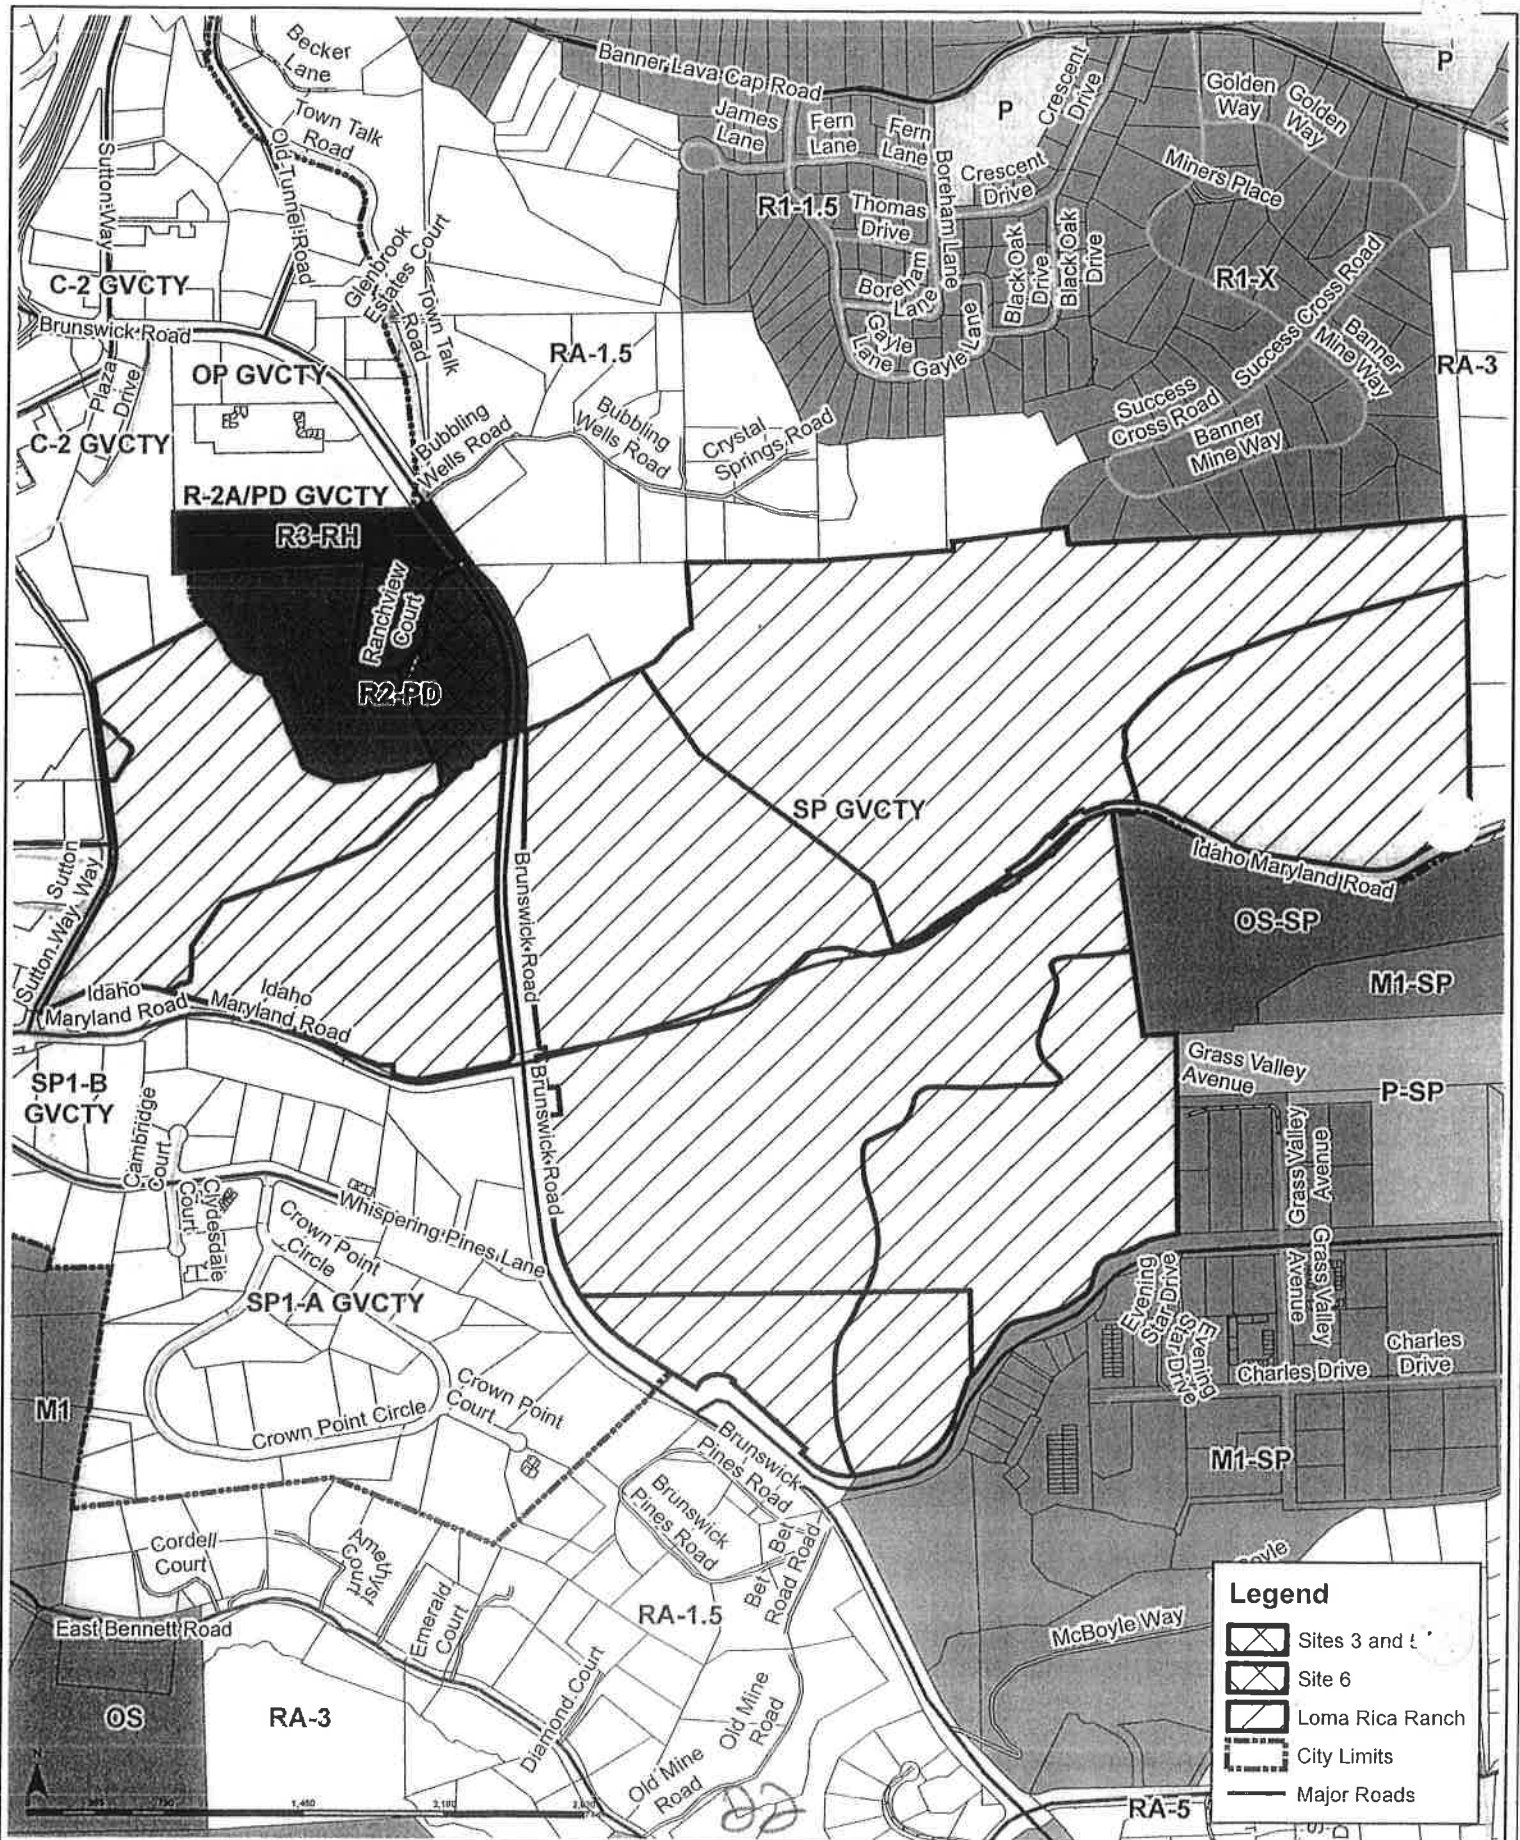 Becker
Lane
Banner Lava Cap Road
P
Crescent
Drive
Golden
Way
Golden
Way
P
Town Talk
Road
Old Tunnel Road
Sutton Way
James
Lane
Fern
Lane
Fern
Lane
Boreham Lane
Crescent
Drive
Miners Place
R1-1.5
Thomas
Drive
Black Oak
Drive
Black Oak
Drive
R1-X
Success Cross Road
Glenbrook
Estates Court
Town Talk
Road
C-2 GVCTY
Brunswick Road
Boreham
Lane
Gayle
Lane
Gayle Lane
Banner
Mine Way
RA-3
RA-1.5
OP GVCTY
Plaza
Drive
C-2 GVCTY
Bubbling
Wells Road
Bubbling
Wells Road
Crystal
Springs Road
Success
Cross Road
Banner
Mine Way
R-2A/PD GVCTY
R3-RH
Ranchview
Court
R2-PD
SP GVCTY
Sutton
Way
Sutton Way
Brunswick Road
Idaho Maryland Road
OS-SP
M1-SP
Idaho
Maryland Road
Idaho
Maryland Road
Brunswick Road
SP1-B
GVCTY
Cambridge
Court
Clydesdale
Court
Grass Valley
Avenue
P-SP
Grass Valley
Avenue
Whispering Pines Lane
Crown Point
Circle
SP1-A GVCTY
Evening
Star Drive
Evening
Star Drive
Grass Valley
Avenue
Charles Drive
Charles
Drive
M1
Crown Point
Court
Crown Point Circle
Brunswick
Pines Road
Brunswick
Pines Road
M1-SP
Cordell
Court
Amethyst
Court
Emerald
Court
Bet
Road
Bet
Road
RA-1.5
East Bennett Road
McBoyle Way
OS
RA-3
Diamond Court
Old Mine
Road
Old Mine
Road
RA-5
N
1,460
22
Legend
Sites 3 and
Site 6
Loma Rica Ranch
City Limits
Major Roads